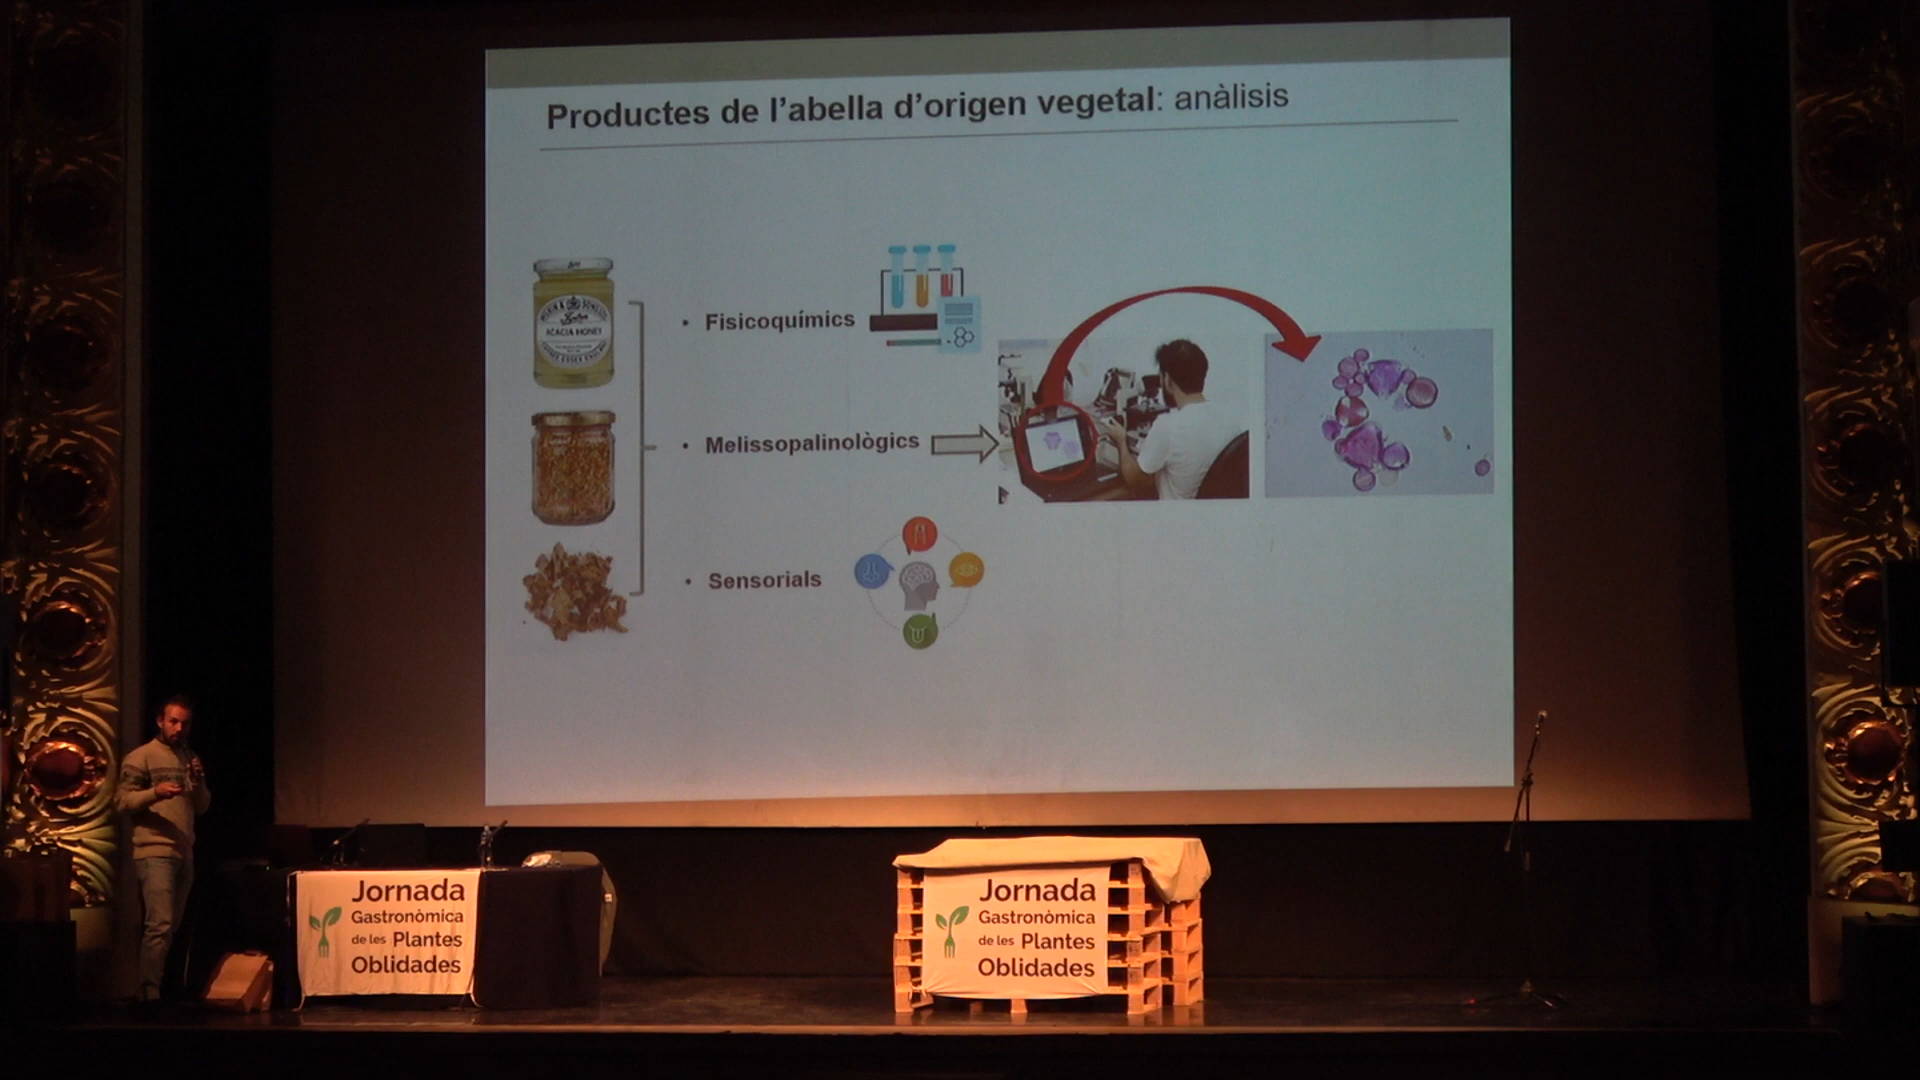 Productes de l’abella d’origen vegetal: anàlisis
ACACIA HONEY
• Fisicoquímics
• Melissopalinològics
• Sensorials
Jornada
Gastronòmica
de les Plantes
Oblidades
Jornada
Gastronòmica
de les Plantes
Oblidades